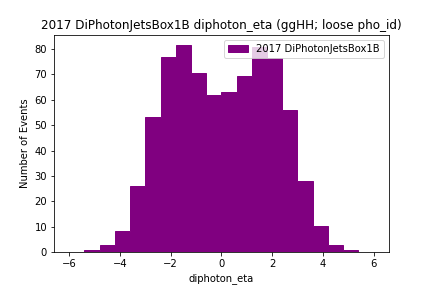 2017 DiPhotonJetsBox1B diphoton_eta (ggHH; loose pho_id)
2017 DiPhotonJetsBox1B
Number of Events
80
70
60
50
40
30
20
10
0
−6 −4 −2 0 2 4 6
diphoton_eta